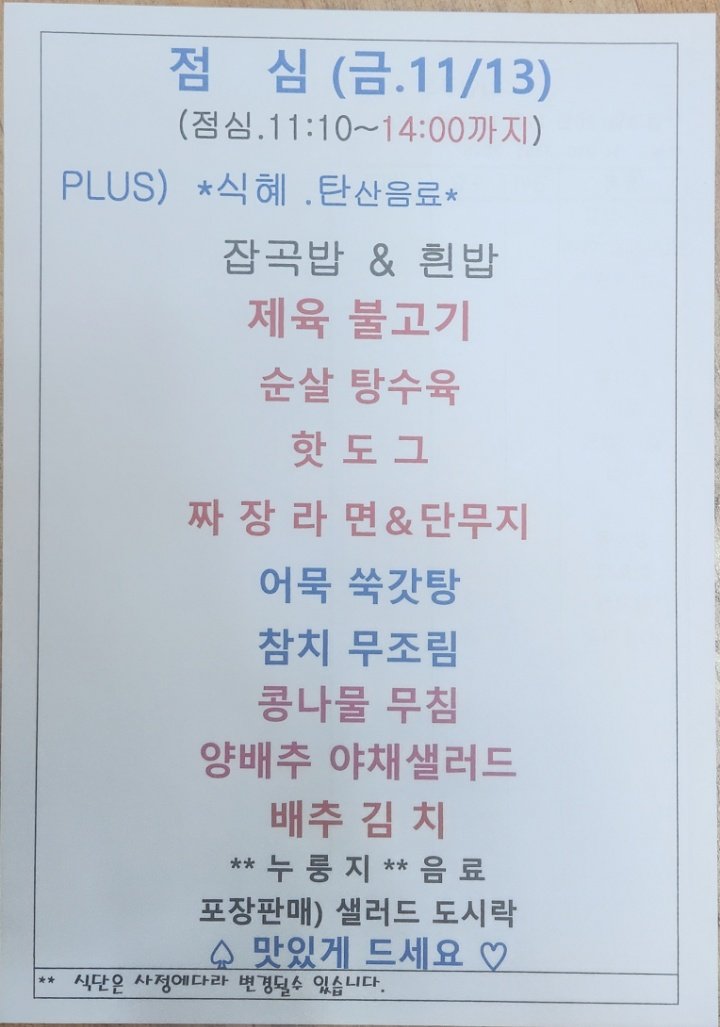 점 심 (금.11/13)
(점심.11:10~14:00까지)
PLUS) *식혜 .탄산음료*
잡곡밥 & 흰밥
제육 불고기
순살 탕수육
핫 도 그
짜 장 라 면&단무지
어묵 쑥갓탕
참치 무조림
콩나물 무침
양배추 야채샐러드
배추 김 치
** 누 룽 지 ** 음 료
포장판매) 샐러드 도시락
♤ 맛있게 드세요 ♡
** 식단은 사정에다라 변경될수 있습니다.